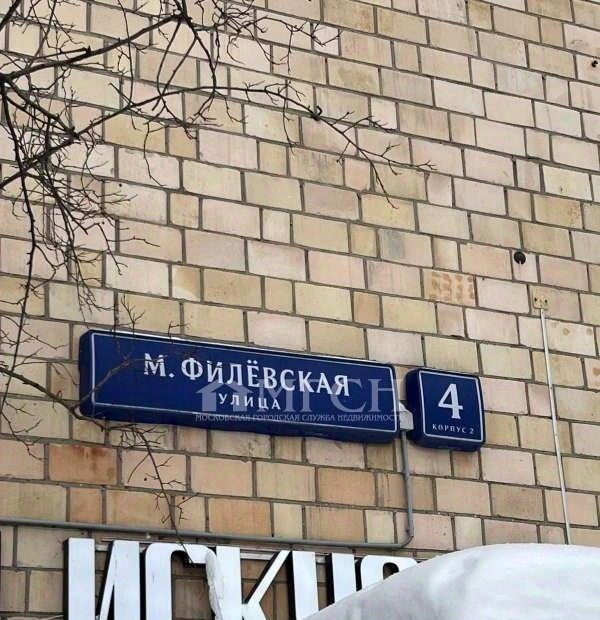 М. ФИЛЁВСКАЯ
УЛИЦА
4
КОРПУС 2
МГСН
МОСКОВСКАЯ ГОРОДСКАЯ СЛУЖБА НЕДВИЖИМОСТИ